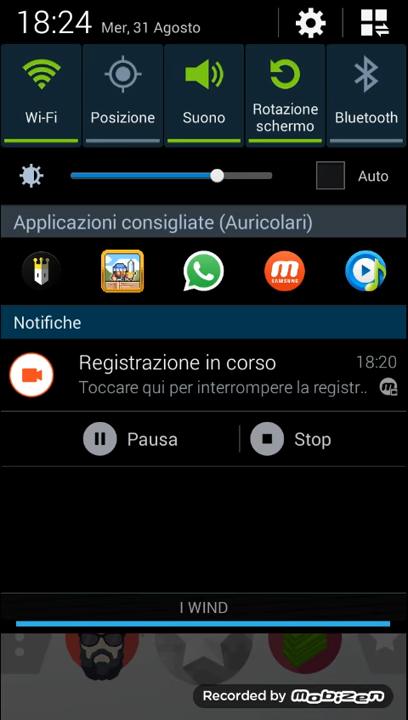 18:24 Mer, 31 Agosto
Wi-Fi
Posizione
Suono
Rotazione
schermo
Bluetooth
Auto
Applicazioni consigliate (Auricolari)
SAMSUNG
Notifiche
Registrazione in corso 18:20
Toccare qui per interrompere la registr..
Pausa
Stop
I WIND
Recorded by mobizen